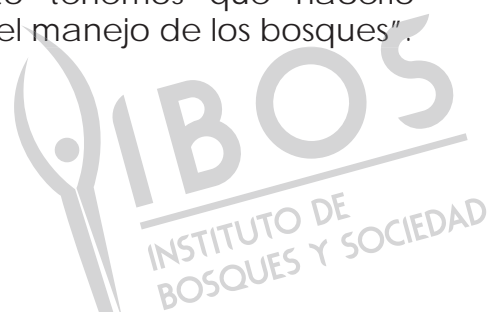 tenemos que hacerlo
el manejo de los bosques".
IBOS
INSTITUTO DE
BOSQUES Y SOCIEDAD